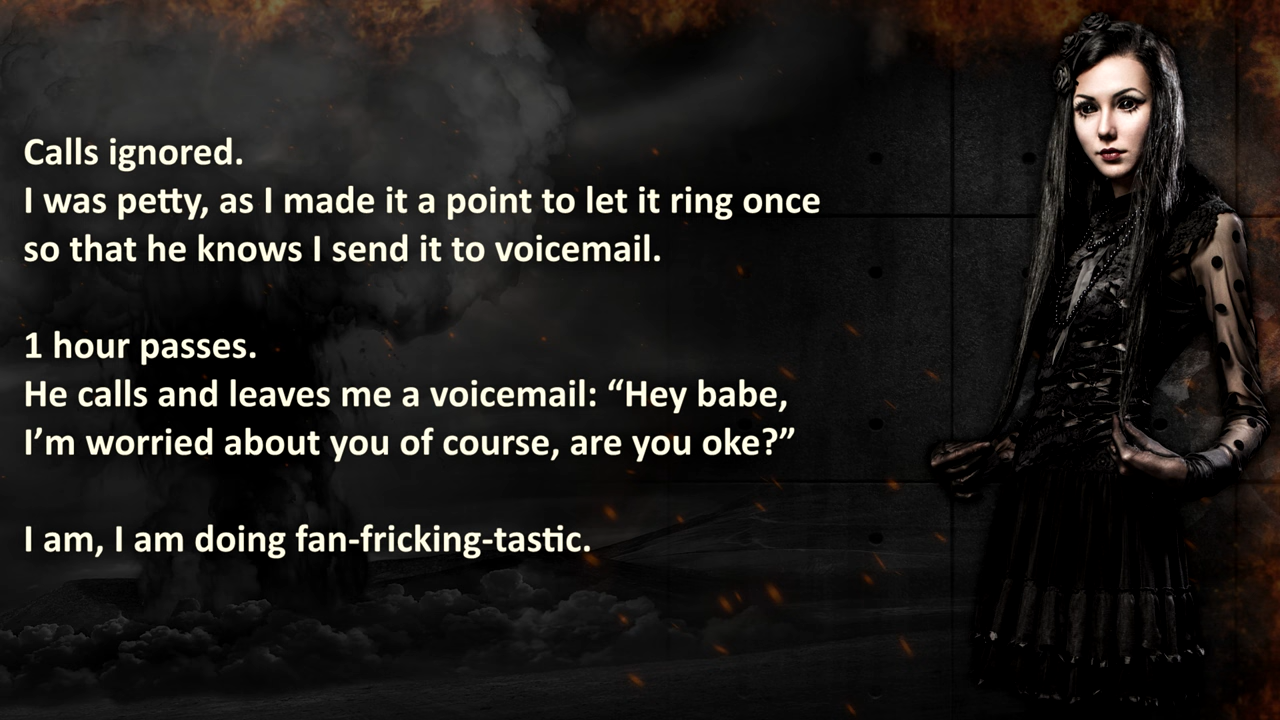 Calls ignored.
I was petty, as I made it a point to let it ring once
so that he knows I send it to voicemail.
1 hour passes.
He calls and leaves me a voicemail: “Hey babe,
I’m worried about you of course, are you oke?”
I am, I am doing fan-fricking-tastic.